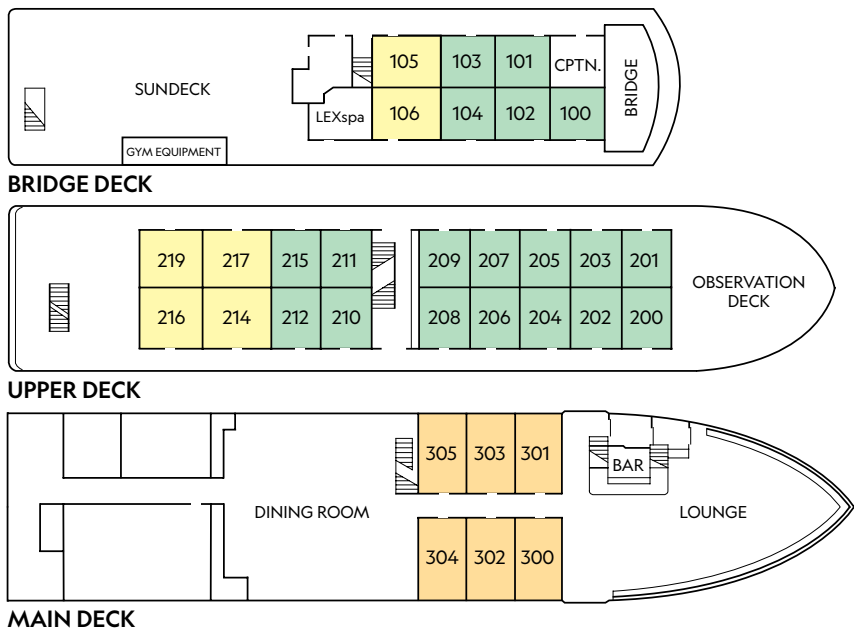 105
103
101
CPTN.
SUNDECK
BRIDGE
LEXspa
106
104
102
100
GYM EQUIPMENT
BRIDGE DECK
219
217
215
211
209
207
205
203
201
OBSERVATION
DECK
216
214
212
210
208
206
204
202
200
UPPER DECK
305
303
301
BAR
DINING ROOM
LOUNGE
304
302
300
MAIN DECK